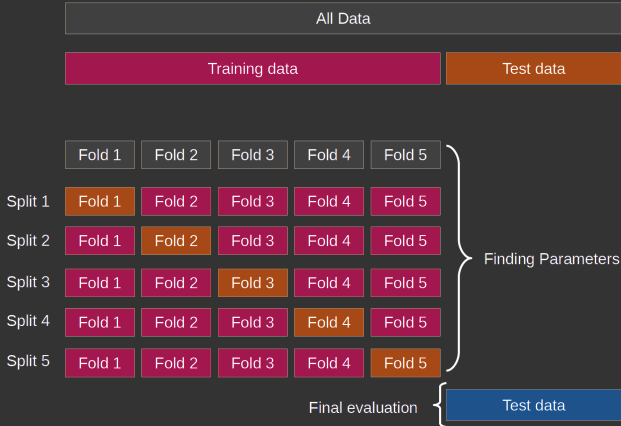 All Data
Training data Test data
Fold 1 Fold 2 Fold 3 Fold 4 Fold 5
Split 1 Fold 1 Fold 2 Fold 3 Fold 4 Fold 5
Split 2 Fold 1 Fold 2 Fold 3 Fold 4 Fold 5
Finding Parameters
Split 3 Fold 1 Fold 2 Fold 3 Fold 4 Fold 5
Split 4 Fold 1 Fold 2 Fold 3 Fold 4 Fold 5
Split 5 Fold 1 Fold 2 Fold 3 Fold 4 Fold 5
Final evaluation Test data